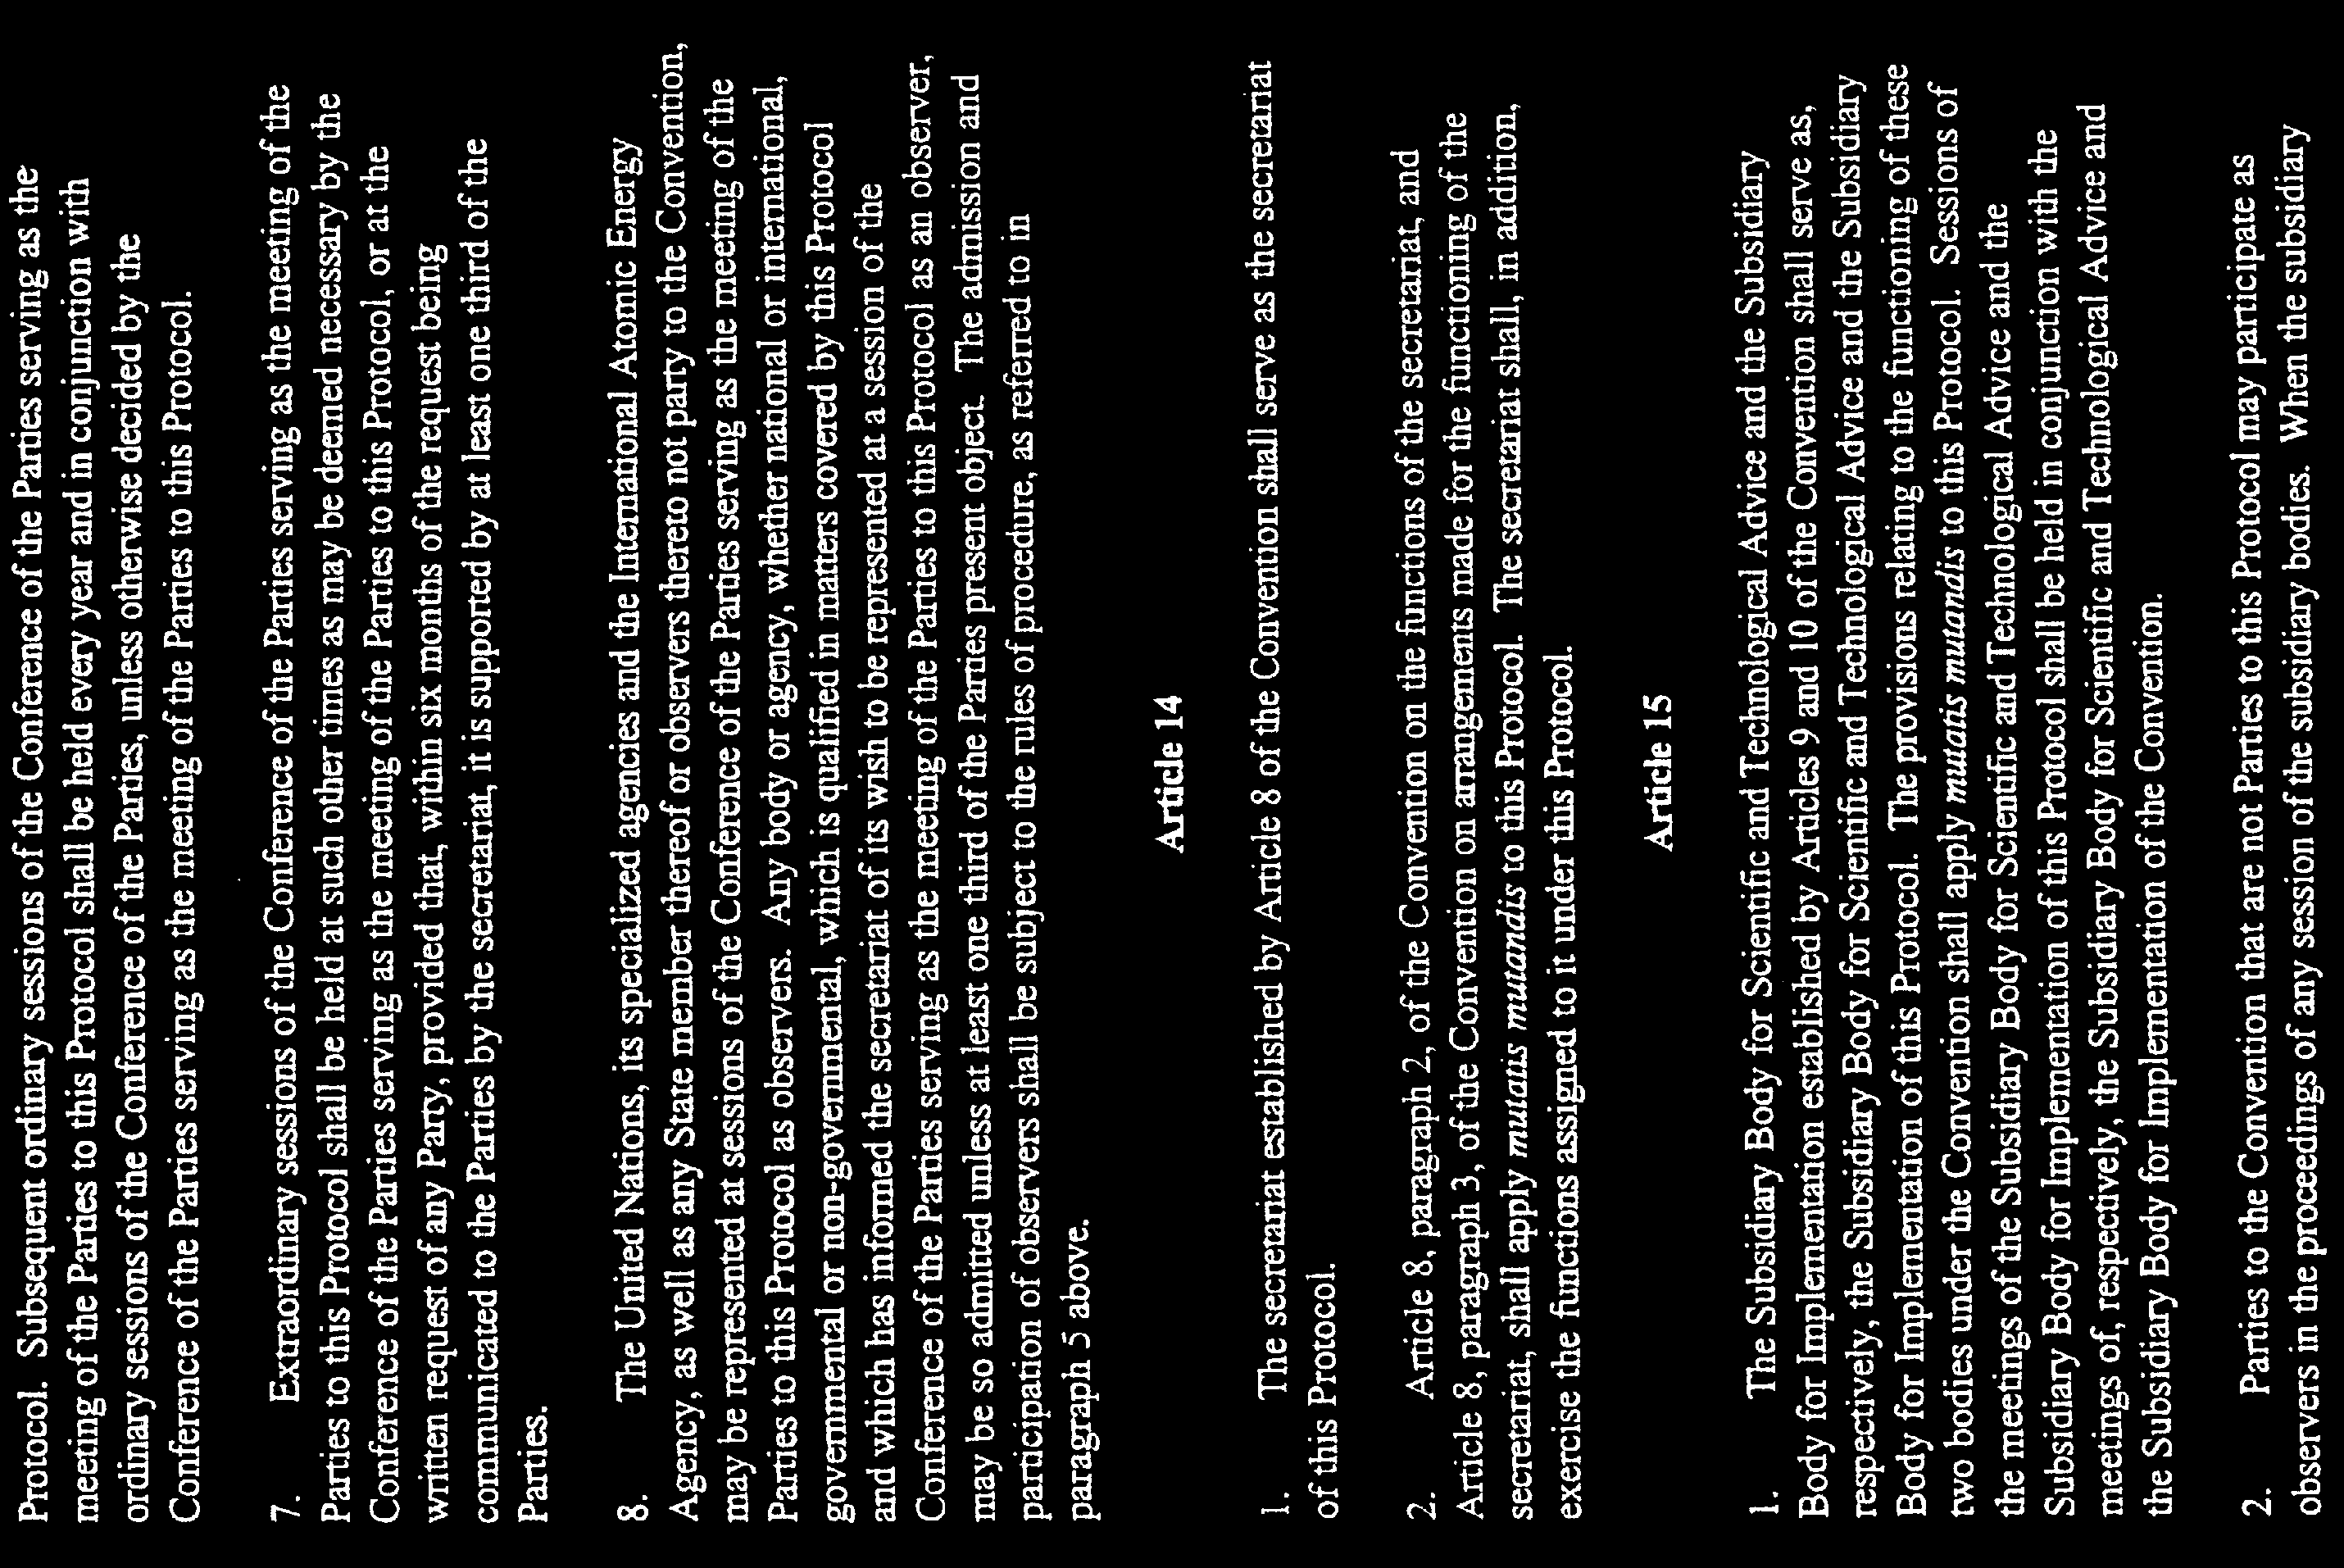 Protocol. Subsequent ordinary sessions of the Conference of the Parties serving as the
meeting of the Parties to this Protocol shall be held every year and in conjunction with
ordinary sessions of the Conference of the Parties, unless otherwise decided by the
Conference of the Parties serving as the meeting of the Parties to this Protocol.
7. Extraordinary sessions of the Conference of the Parties serving as the meeting of the
Parties to this Protocol shall be held at such other times as may be deemed necessary by the
Conference of the Parties serving as the meeting of the Parties to this Protocol, or at the
written request of any Party, provided that, within six months of the request being
communicated to the Parties by the secretariat, it is supported by at least one third of the
Parties.
8. The United Nations, its specialized agencies and the International Atomic Energy
Agency, as well as any State member thereof or observers thereto not party to the Convention,
may be represented at sessions of the Conference of the Parties serving as the meeting of the
Parties to this Protocol as observers. Any body or agency, whether national or international,
governmental or non-governmental, which is qualified in matters covered by this Protocol
and which has informed the secretariat of its wish to be represented at a session of the
Conference of the Parties serving as the meeting of the Parties to this Protocol as an observer,
may be so admitted unless at least one third of the Parties present object. The admission and
participation of observers shall be subject to the rules of procedure, as referred to in
paragraph 5 above.
Article 14
1. The secretariat established by Article 8 of the Convention shall serve as the secretariat
of this Protocol.
2. Article 8, paragraph 2, of the Convention on the functions of the secretariat, and
Article 8, paragraph 3, of the Convention on arrangements made for the functioning of the
secretariat, shall apply mutatis mutandis to this Protocol. The secretariat shall, in addition,
exercise the functions assigned to it under this Protocol.
Article 15
1. The Subsidiary Body for Scientific and Technological Advice and the Subsidiary
Body for Implementation established by Articles 9 and 10 of the Convention shall serve as,
respectively, the Subsidiary Body for Scientific and Technological Advice and the Subsidiary
Body for Implementation of this Protocol. The provisions relating to the functioning of these
two bodies under the Convention shall apply mutatis mutandis to this Protocol. Sessions of
the meetings of the Subsidiary Body for Scientific and Technological Advice and the
Subsidiary Body for Implementation of this Protocol shall be held in conjunction with the
meetings of, respectively, the Subsidiary Body for Scientific and Technological Advice and
the Subsidiary Body for Implementation of the Convention.
2. Parties to the Convention that are not Parties to this Protocol may participate as
observers in the proceedings of any session of the subsidiary bodies. When the subsidiary